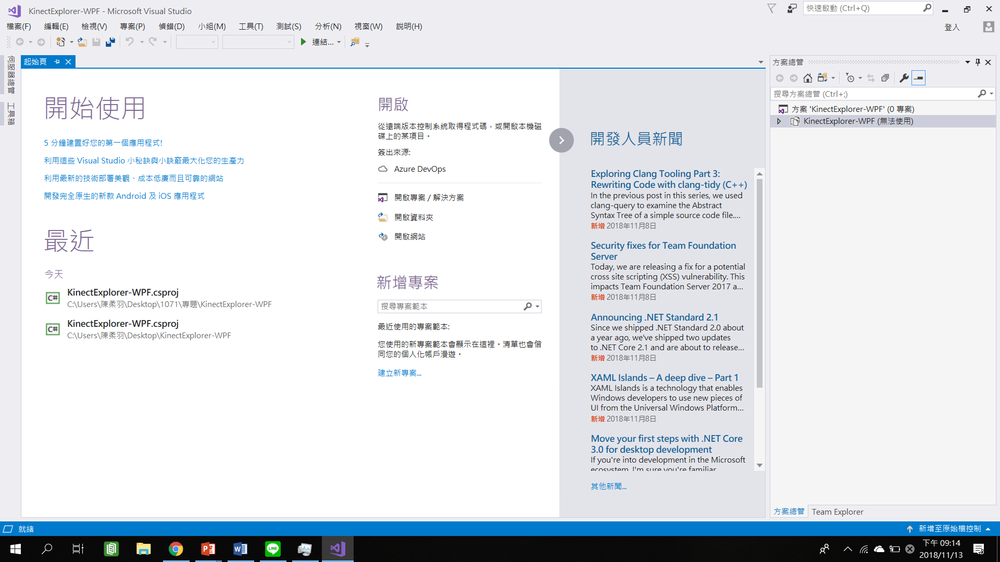 KinectExplorer-WPF - Microsoft Visual Studio
快速啟動 (Ctrl+Q)
檔案(F) 編輯(E) 檢視(V) 專案(P) 偵錯(D) 小組(M) 工具(T) 測試(S) 分析(N) 視窗(W) 說明(H)
登入
連結...
伺服器總管
工具箱
起始頁
開始使用
5 分鐘建置好您的第一個應用程式!
利用這些 Visual Studio 小秘訣與小訣竅最大化您的生產力
利用最新的技術部署美觀、成本低廉而且可靠的網站
開發完全原生的新款 Android 及 iOS 應用程式
最近
今天
C#
KinectExplorer-WPF.csproj
C:\Users\陳柔羽\Desktop\1071\專題\KinectExplorer-WPF
C#
KinectExplorer-WPF.csproj
C:\Users\陳柔羽\Desktop\KinectExplorer-WPF
開啟
從遠端版本控制系統取得程式碼，或開啟本機磁
碟上的某項目。
簽出來源:
Azure DevOps
開啟專案 / 解決方案
開啟資料夾
開啟網站
新增專案
搜尋專案範本
最近使用的專案範本:
您使用的新專案範本會顯示在這裡。清單也會偕
同您的個人化帳戶漫遊。
建立新專案...
開發人員新聞
Exploring Clang Tooling Part 3:
Rewriting Code with clang-tidy (C++)
In the previous post in this series, we used
clang-query to examine the Abstract
Syntax Tree of a simple source code file....
新增 2018年11月8日
Security fixes for Team Foundation
Server
Today, we are releasing a fix for a potential
cross site scripting (XSS) vulnerability. This
impacts Team Foundation Server 2017 a...
新增 2018年11月8日
Announcing .NET Standard 2.1
Since we shipped .NET Standard 2.0 about
a year ago, we've shipped two updates
to .NET Core 2.1 and are about to release...
新增 2018年11月8日
XAML Islands – A deep dive – Part 1
XAML Islands is a technology that enables
Windows developers to use new pieces of
UI from the Universal Windows Platform...
新增 2018年11月8日
Move your first steps with .NET Core
3.0 for desktop development
If you're into development in the Microsoft
ecosystem, I'm sure you're familiar
其他新聞...
方案總管
搜尋方案總管 (Ctrl+;)
方案 'KinectExplorer-WPF' (0 專案)
KinectExplorer-WPF (無法使用)
方案總管 Team Explorer
就緒
新增至原始檔控制
下午 09:14
2018/11/13